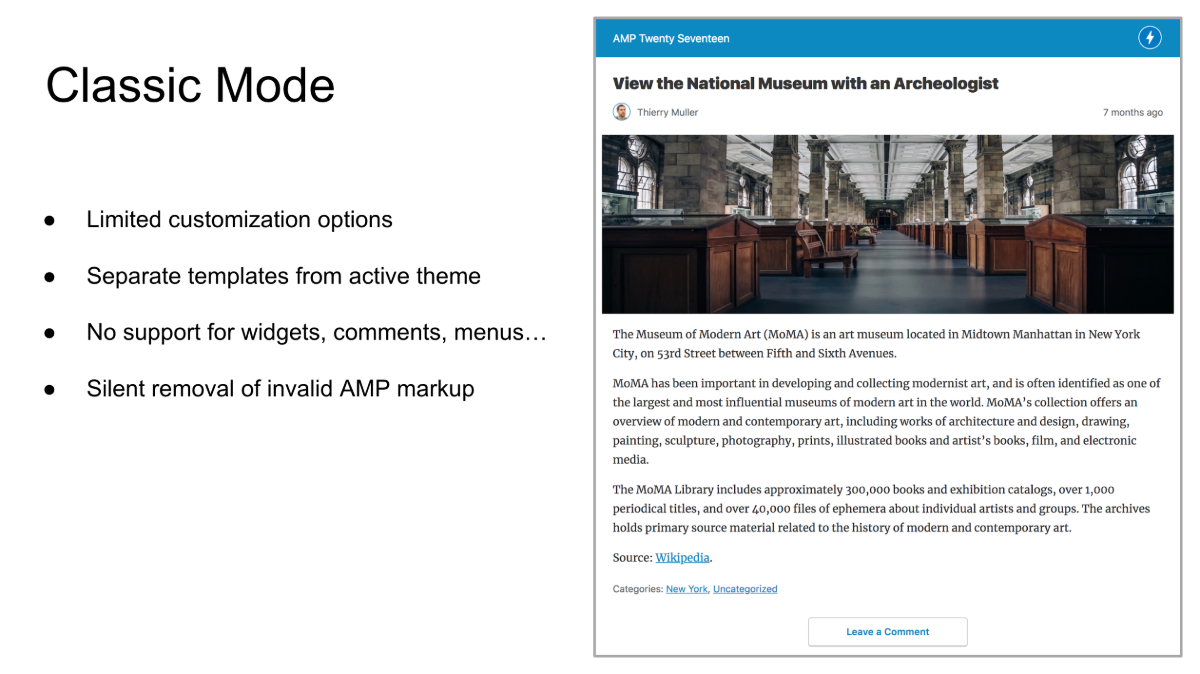 Classic Mode
● Limited customization options
● Separate templates from active theme
● No support for widgets, comments, menus…
● Silent removal of invalid AMP markup
AMP Twenty Seventeen
View the National Museum with an Archeologist
Thierry Muller
7 months ago
The Museum of Modern Art (MoMA) is an art museum located in Midtown Manhattan in New York
City, on 53rd Street between Fifth and Sixth Avenues.
MoMA has been important in developing and collecting modernist art, and is often identified as one of
the largest and most influential museums of modern art in the world. MoMA’s collection offers an
overview of modern and contemporary art, including works of architecture and design, drawing,
painting, sculpture, photography, prints, illustrated books and artist’s books, film, and electronic
media.
The MoMA Library includes approximately 300,000 books and exhibition catalogs, over 1,000
periodical titles, and over 40,000 files of ephemera about individual artists and groups. The archives
holds primary source material related to the history of modern and contemporary art.
Source: Wikipedia.
Categories: New York, Uncategorized
Leave a Comment